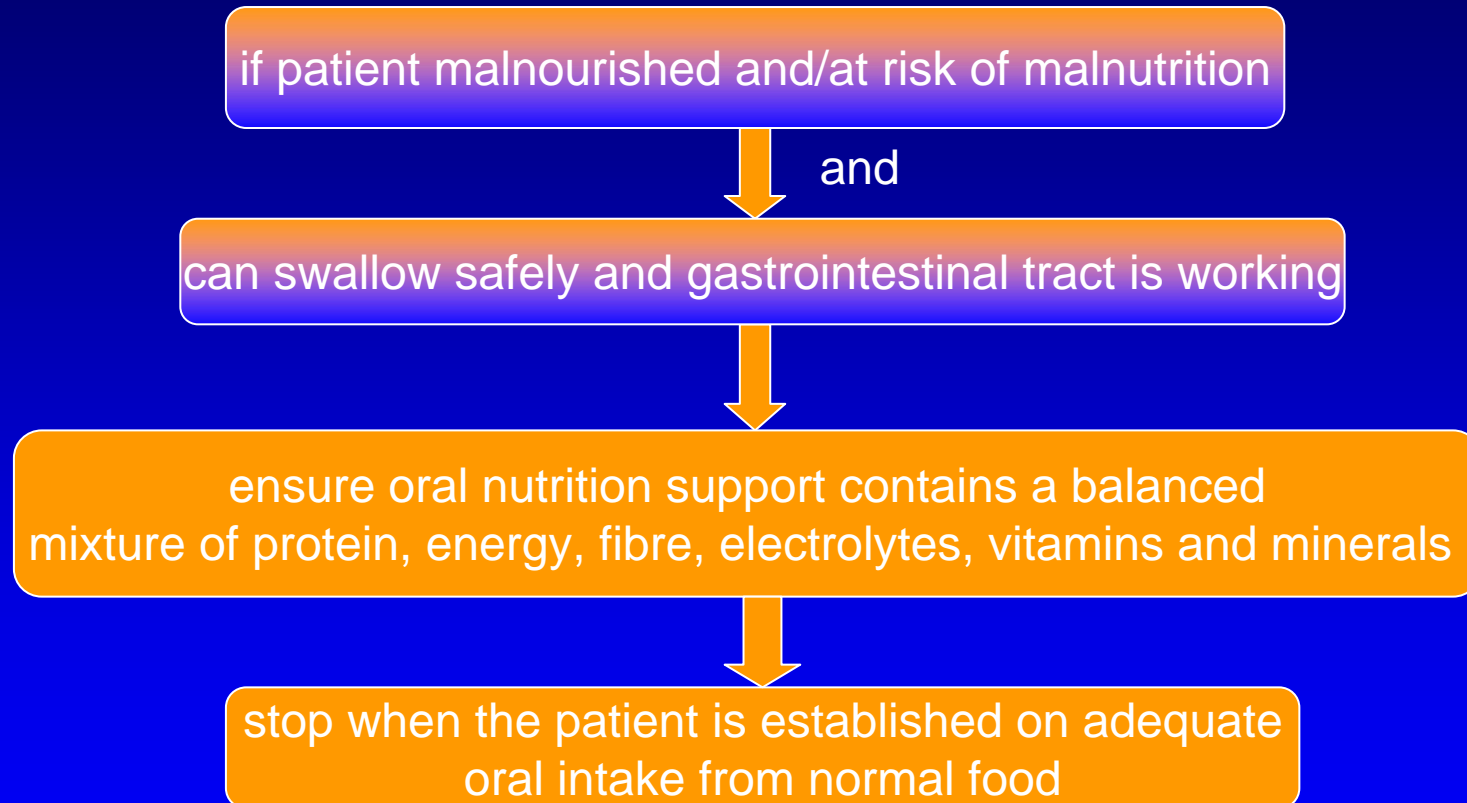 if patient malnourished and/at risk of malnutrition
and
can swallow safely and gastrointestinal tract is working
ensure oral nutrition support contains a balanced
mixture of protein, energy, fibre, electrolytes, vitamins and minerals
stop when the patient is established on adequate
oral intake from normal food